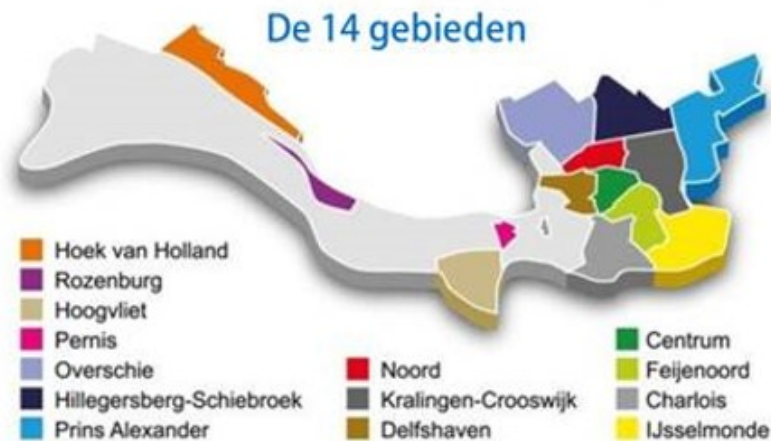 De 14 gebieden
Hoek van Holland
Rozenburg
Hoogvliet
Pernis
Overschie
Hillegersberg-Schiebroek
Prins Alexander
Noord
Kralingen-Crooswijk
Delfshaven
Centrum
Feijenoord
Charlois
IJsselmonde